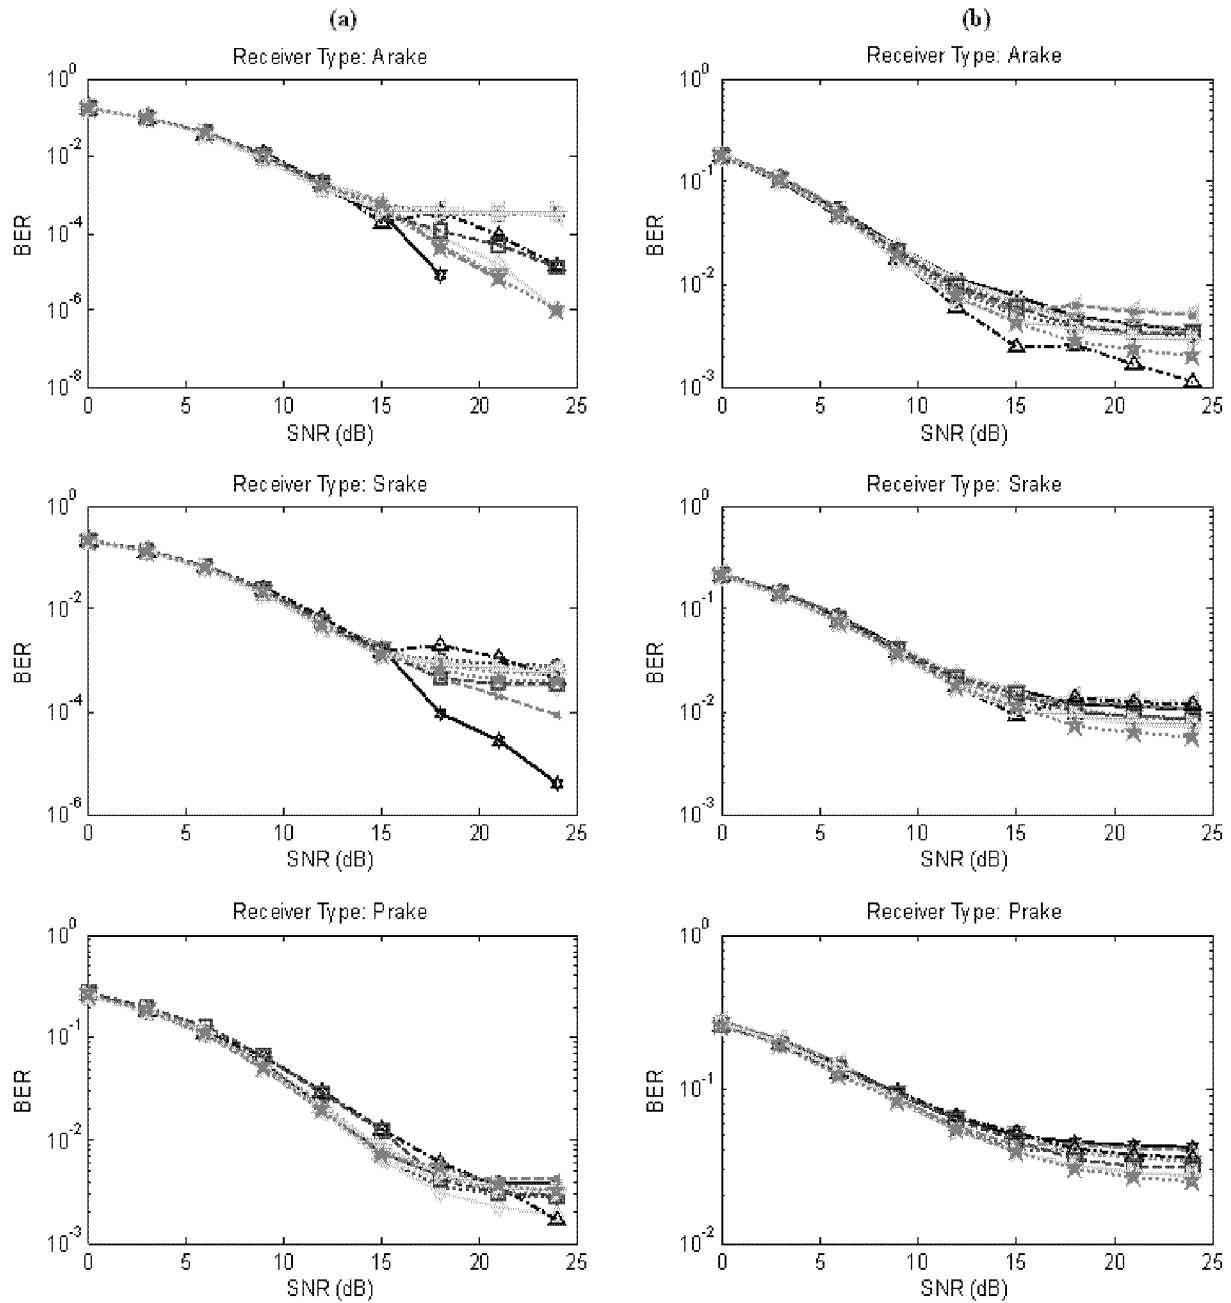 (a)
Receiver Type: Arake
10^0
10^-2
10^-4
10^-6
10^-8
BER
0 5 10 15 20 25
SNR (dB)
(b)
Receiver Type: Arake
10^0
10^-1
10^-2
10^-3
BER
0 5 10 15 20 25
SNR (dB)
Receiver Type: Srake
10^0
10^-2
10^-4
10^-6
BER
0 5 10 15 20 25
SNR (dB)
Receiver Type: Srake
10^0
10^-1
10^-2
10^-3
BER
0 5 10 15 20 25
SNR (dB)
Receiver Type: Prake
10^0
10^-1
10^-2
10^-3
BER
0 5 10 15 20 25
SNR (dB)
Receiver Type: Prake
10^0
10^-1
10^-2
BER
0 5 10 15 20 25
SNR (dB)